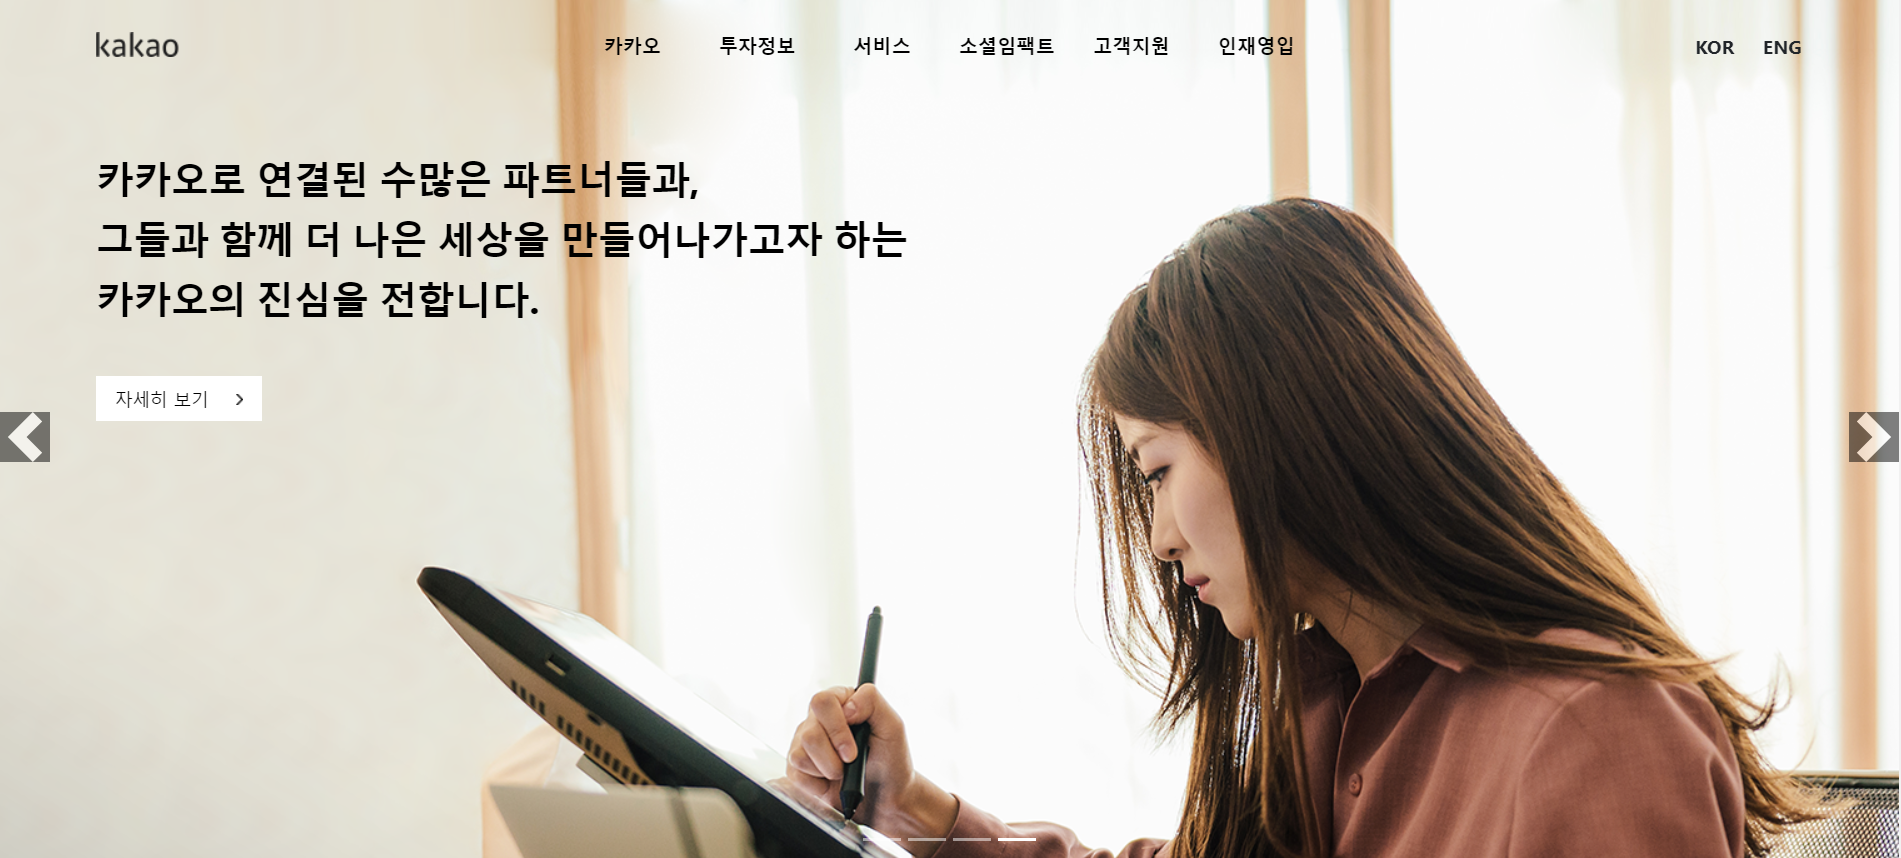 kakao
카카오
투자정보
서비스
소셜임팩트
고객지원
인재영입
KOR
ENG
카카오로 연결된 수많은 파트너들과,
그들과 함께 더 나은 세상을 만들어나가고자 하는
카카오의 진심을 전합니다.
자세히 보기